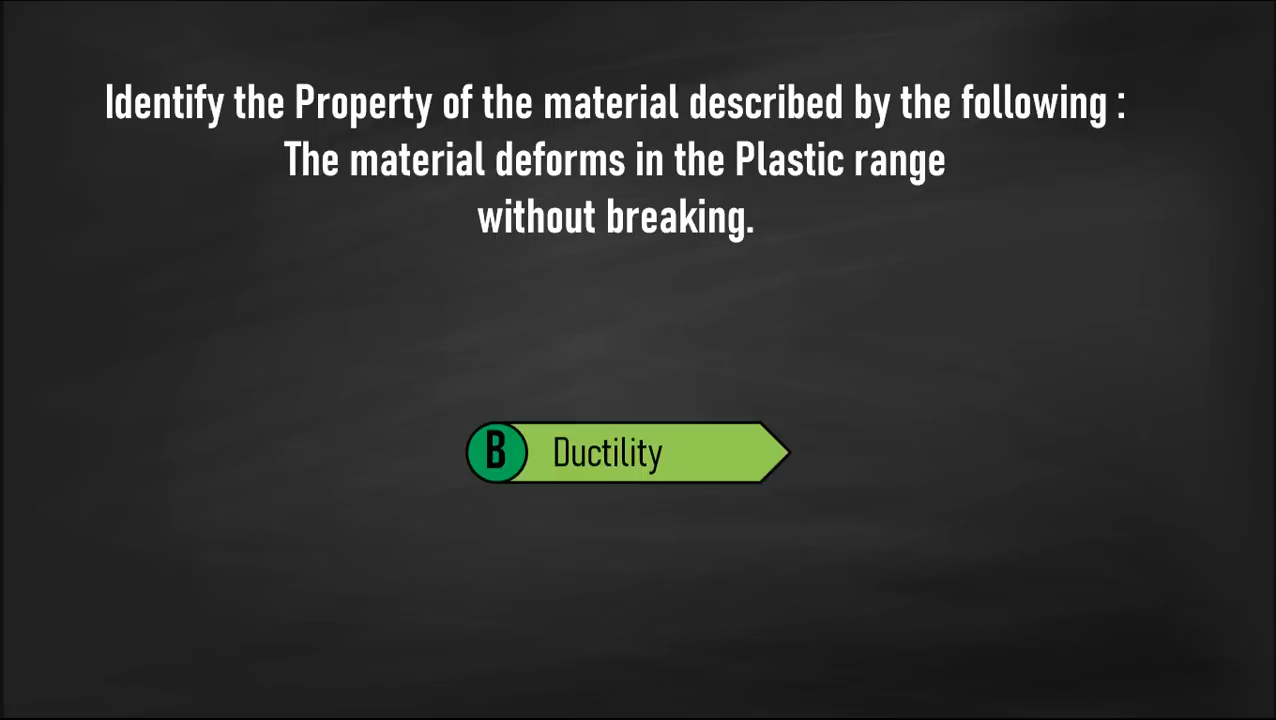 Identify the Property of the material described by the following :
The material deforms in the Plastic range
without breaking.
B Ductility